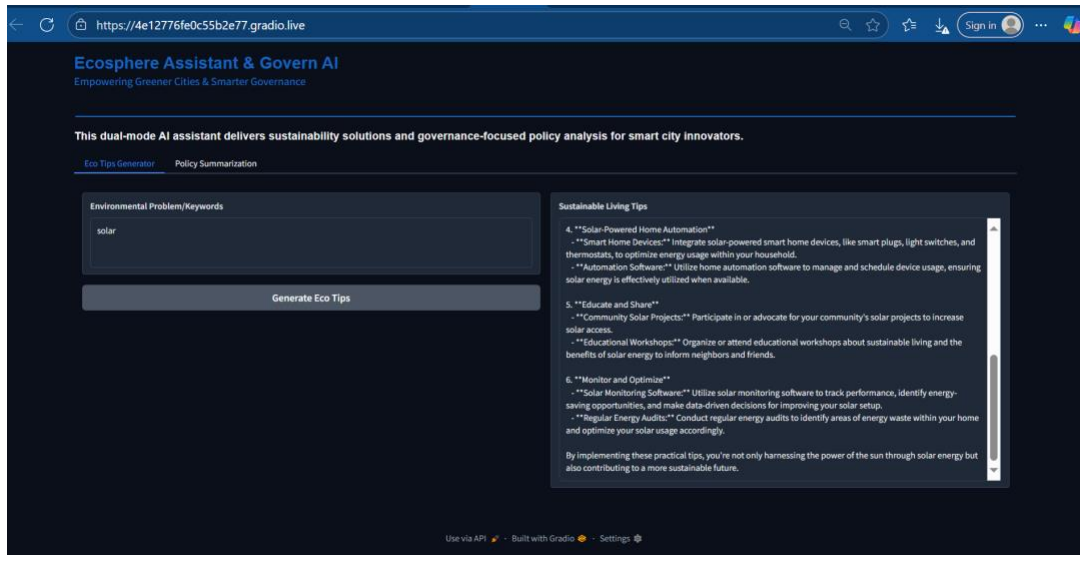 https://4e12776fe0c55b2e77.gradio.live
Sign in
Ecosphere Assistant & Govern AI
Empowering Greener Cities & Smarter Governance
This dual-mode AI assistant delivers sustainability solutions and governance-focused policy analysis for smart city innovators.
Eco Tips Generator Policy Summarization
Environmental Problem/Keywords
solar
Generate Eco Tips
Sustainable Living Tips
4. **Solar-Powered Home Automation**
- **Smart Home Devices:** Integrate solar-powered smart home devices, like smart plugs, light switches, and
thermostats, to optimize energy usage within your household.
- **Automation Software:** Utilize home automation software to manage and schedule device usage, ensuring
solar energy is effectively utilized when available.
5. **Educate and Share**
- **Community Solar Projects:** Participate in or advocate for your community's solar projects to increase
solar access.
- **Educational Workshops:** Organize or attend educational workshops about sustainable living and the
benefits of solar energy to inform neighbors and friends.
6. **Monitor and Optimize**
- **Solar Monitoring Software:** Utilize solar monitoring software to track performance, identify energy-
saving opportunities, and make data-driven decisions for improving your solar setup.
- **Regular Energy Audits:** Conduct regular energy audits to identify areas of energy waste within your home
and optimize your solar usage accordingly.
By implementing these practical tips, you're not only harnessing the power of the sun through solar energy but
also contributing to a more sustainable future.
Use via API · Built with Gradio · Settings